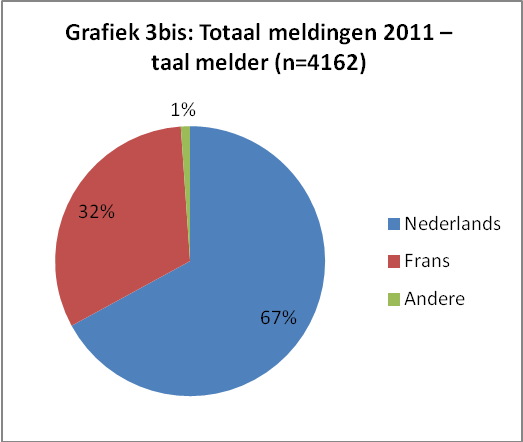 Grafiek 3bis: Totaal meldingen 2011 –
taal melder (n=4162)
1%
32%
67%
Nederlands
Frans
Andere